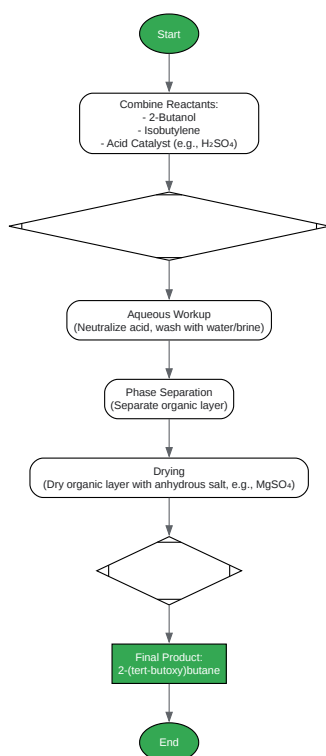 Start
Combine Reactants:
- 2-Butanol
- Isobutylene
- Acid Catalyst (e.g., H₂SO₄)
Aqueous Workup
(Neutralize acid, wash with water/brine)
Phase Separation
(Separate organic layer)
Drying
(Dry organic layer with anhydrous salt, e.g., MgSO₄)
Final Product:
2-(tert-butoxy)butane
End